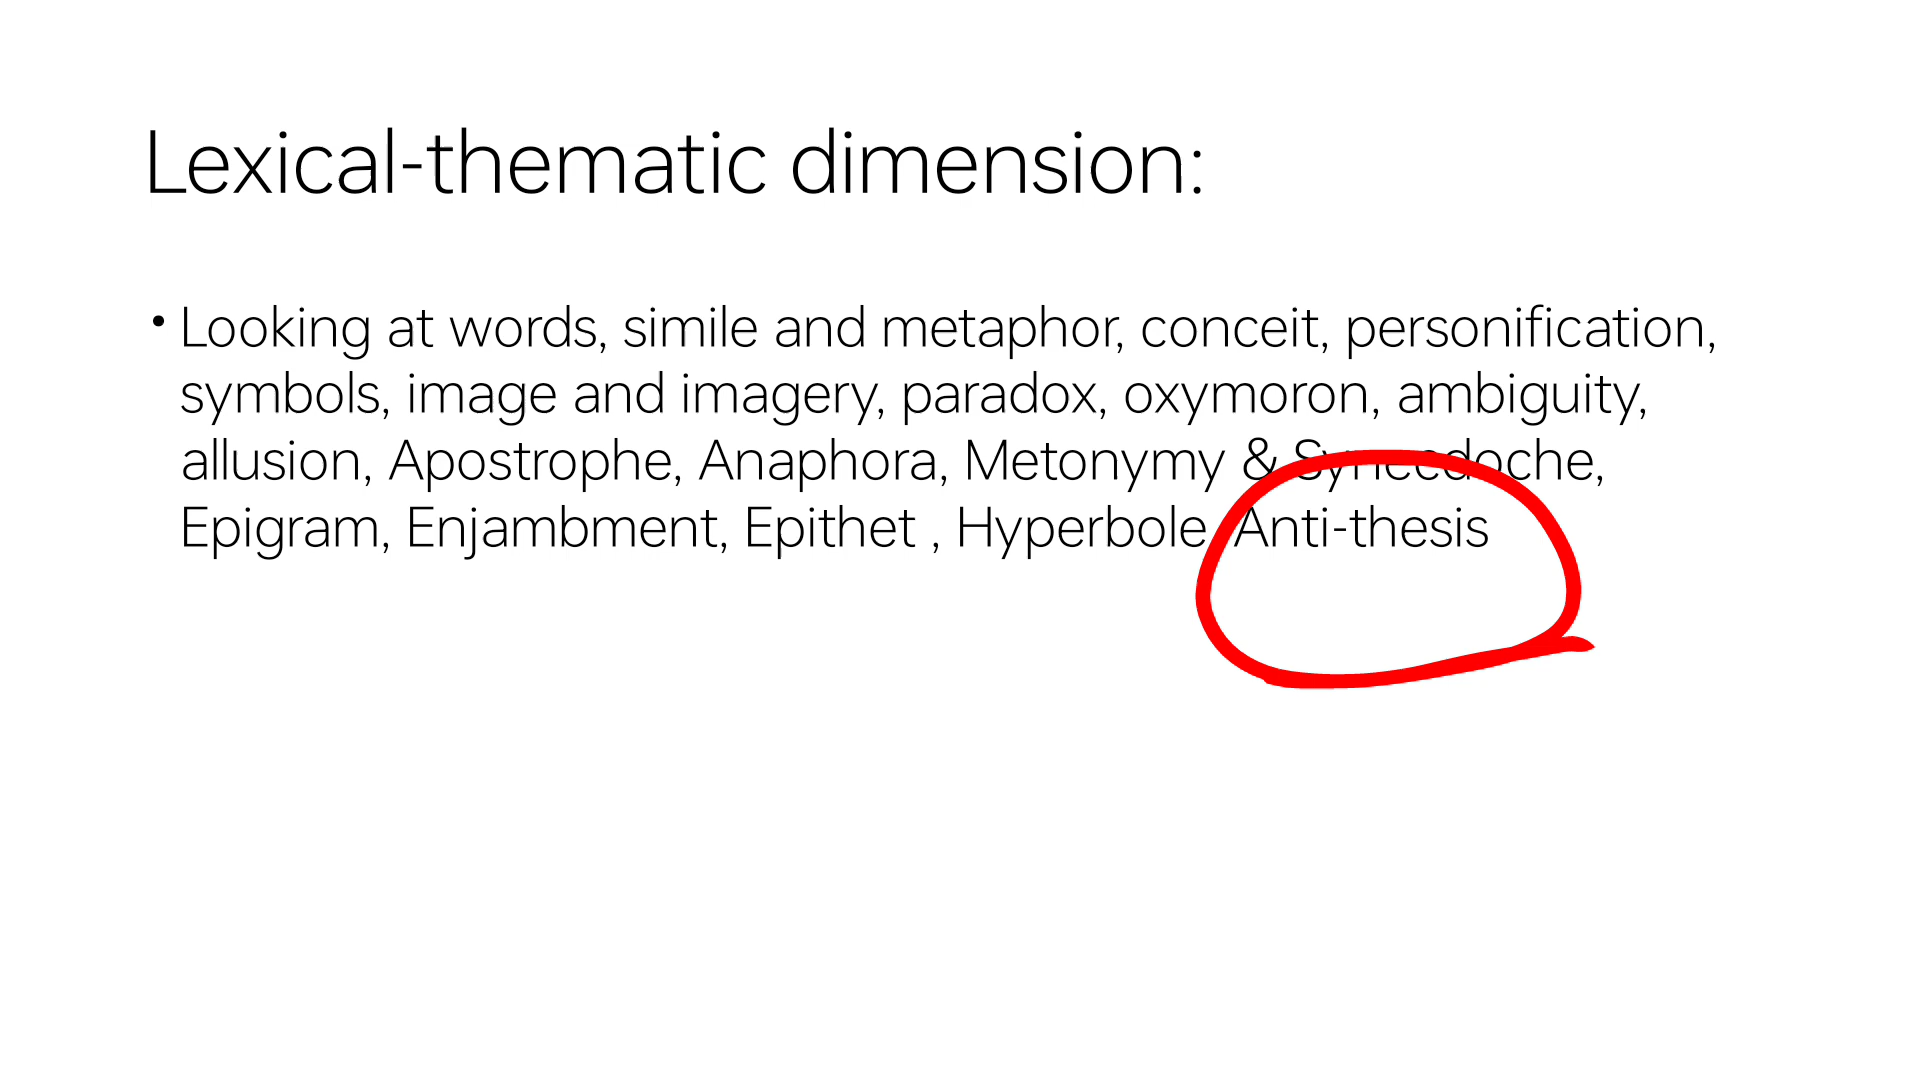 Lexical-thematic dimension:
• Looking at words, simile and metaphor, conceit, personification,
symbols, image and imagery, paradox, oxymoron, ambiguity,
allusion, Apostrophe, Anaphora, Metonymy & Synecdoche,
Epigram, Enjambment, Epithet , Hyperbole, Anti-thesis